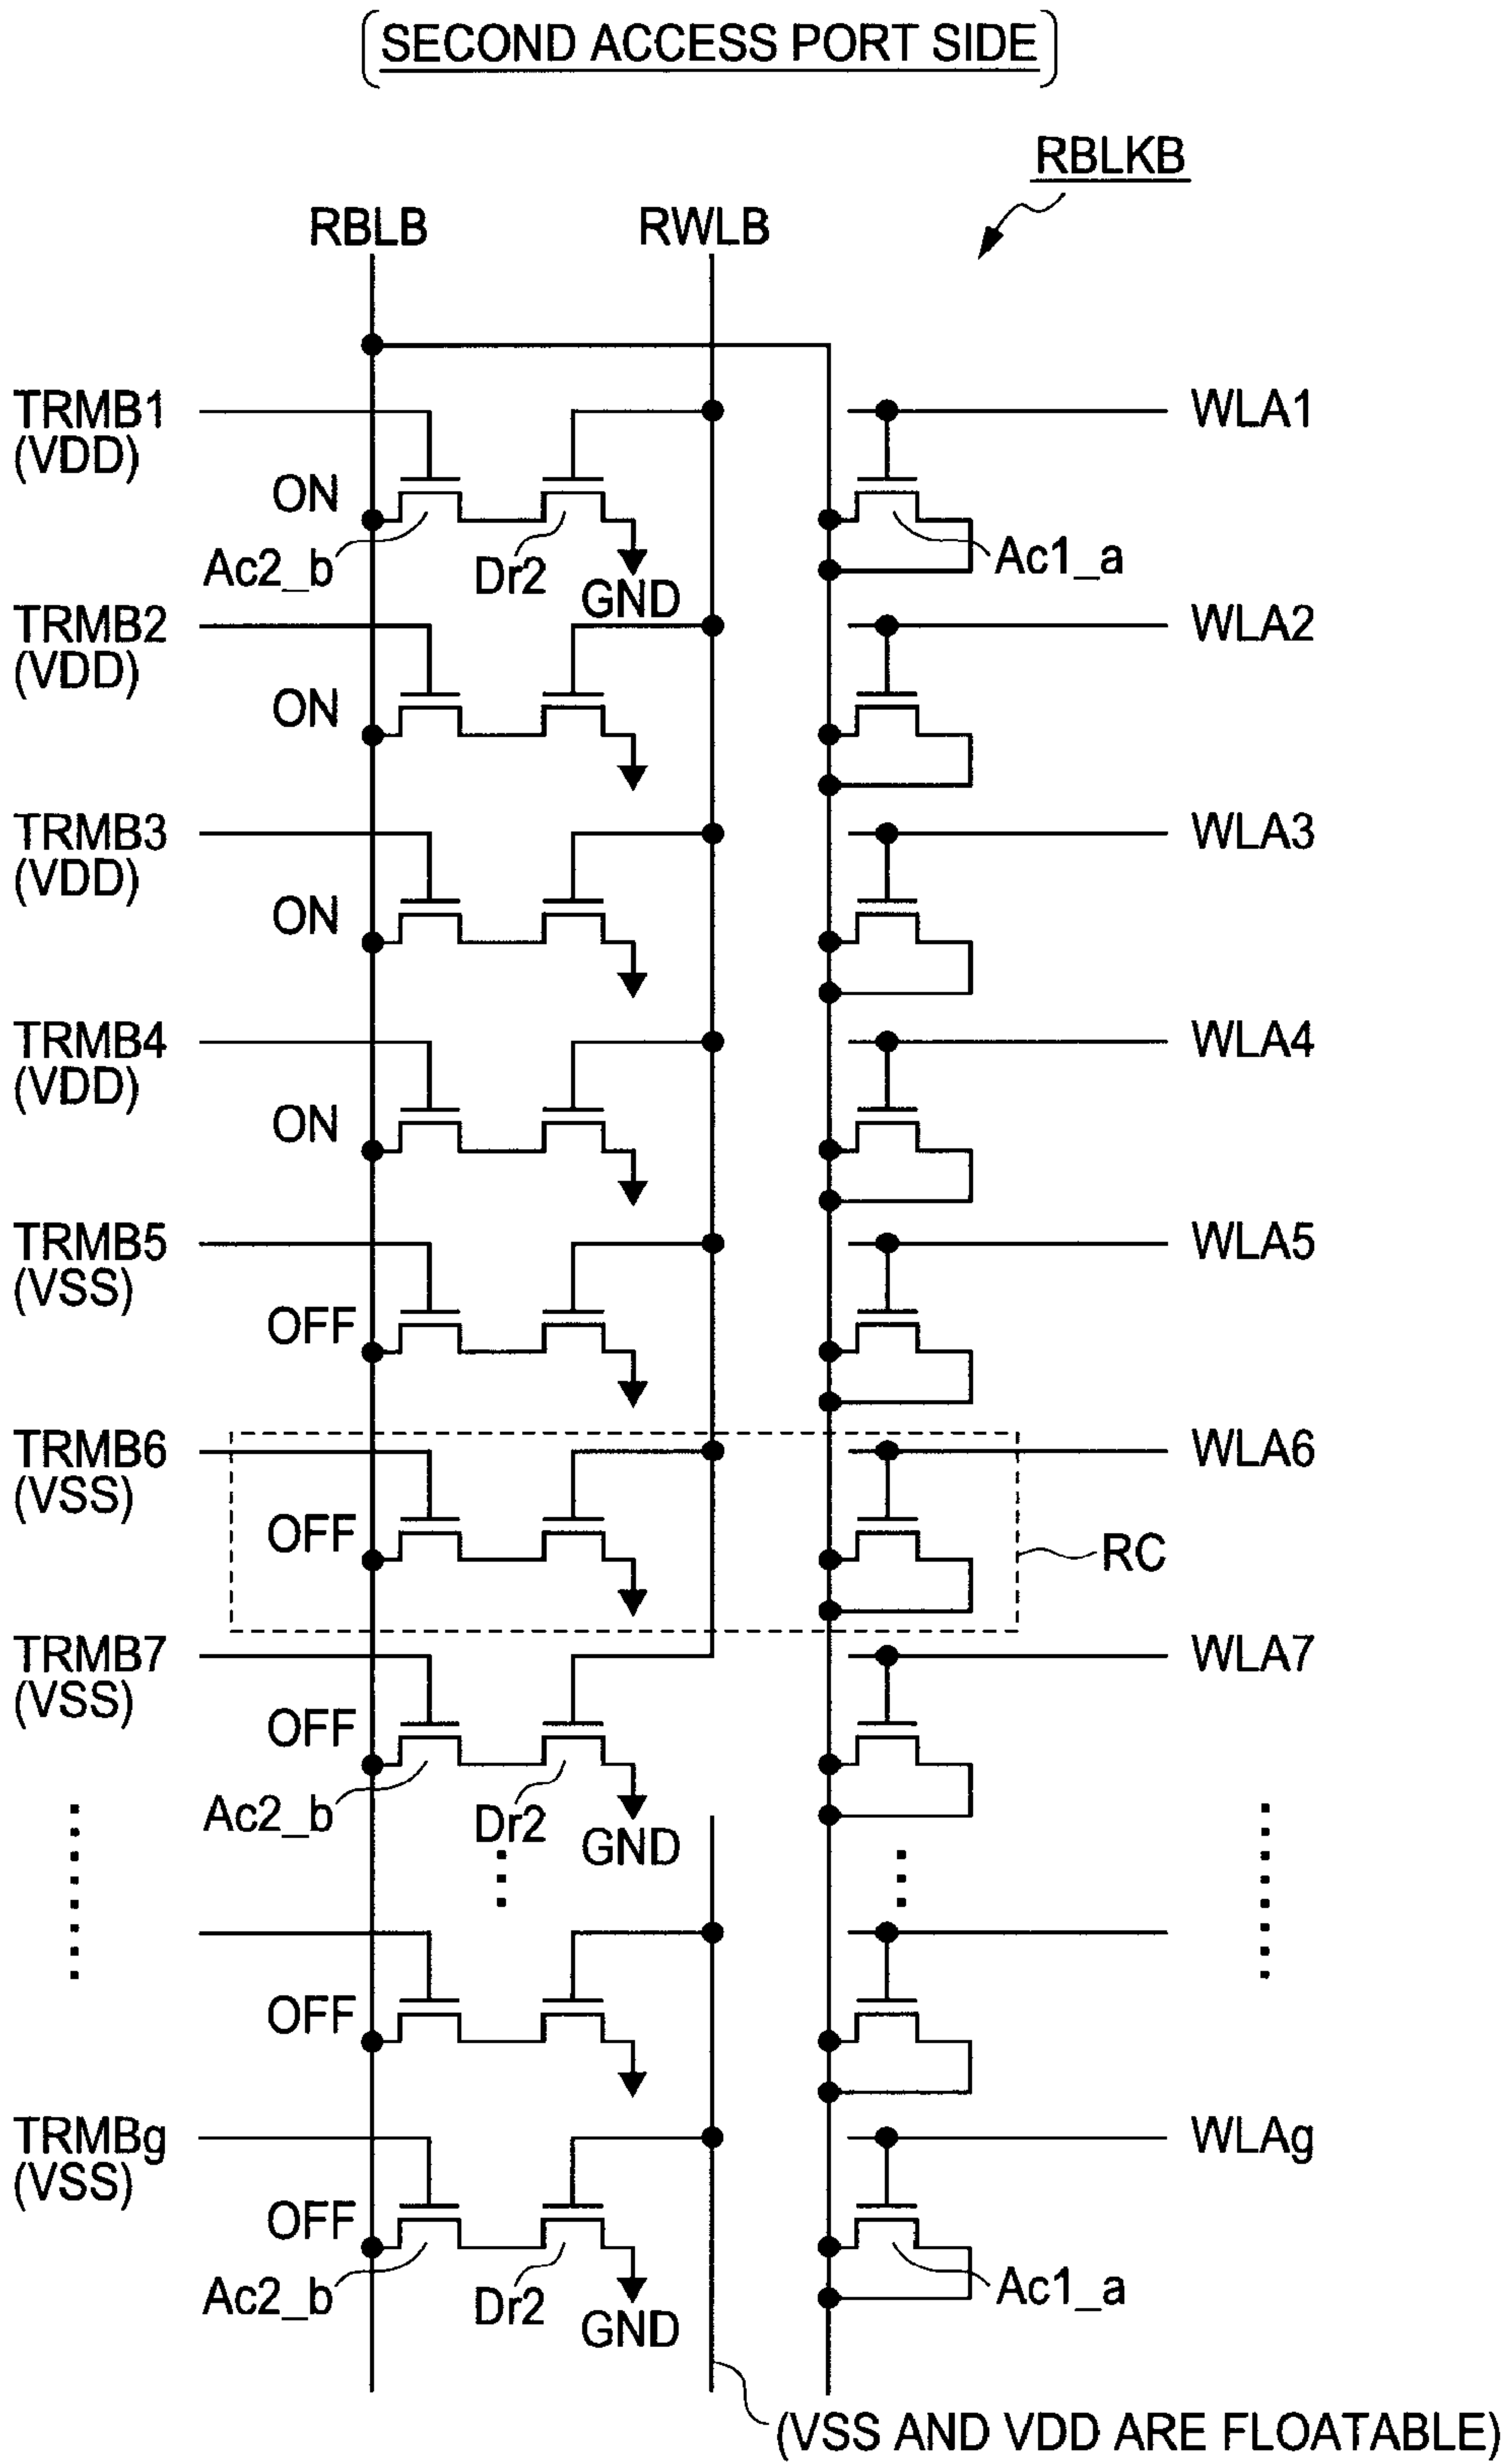 SECOND ACCESS PORT SIDE
RBLKB
RBLB RWLB
TRMB1 WLA1
(VDD)
ON
Ac2_b Dr2 Ac1_a
GND
TRMB2 WLA2
(VDD)
ON
TRMB3 WLA3
(VDD)
ON
TRMB4 WLA4
(VDD)
ON
TRMB5 WLA5
(VSS)
OFF
TRMB6 WLA6
(VSS)
OFF RC
TRMB7 WLA7
(VSS)
OFF
Ac2_b Dr2
GND
OFF
TRMBg WLAg
(VSS)
OFF
Ac2_b Dr2 Ac1_a
GND
(VSS AND VDD ARE FLOATABLE)